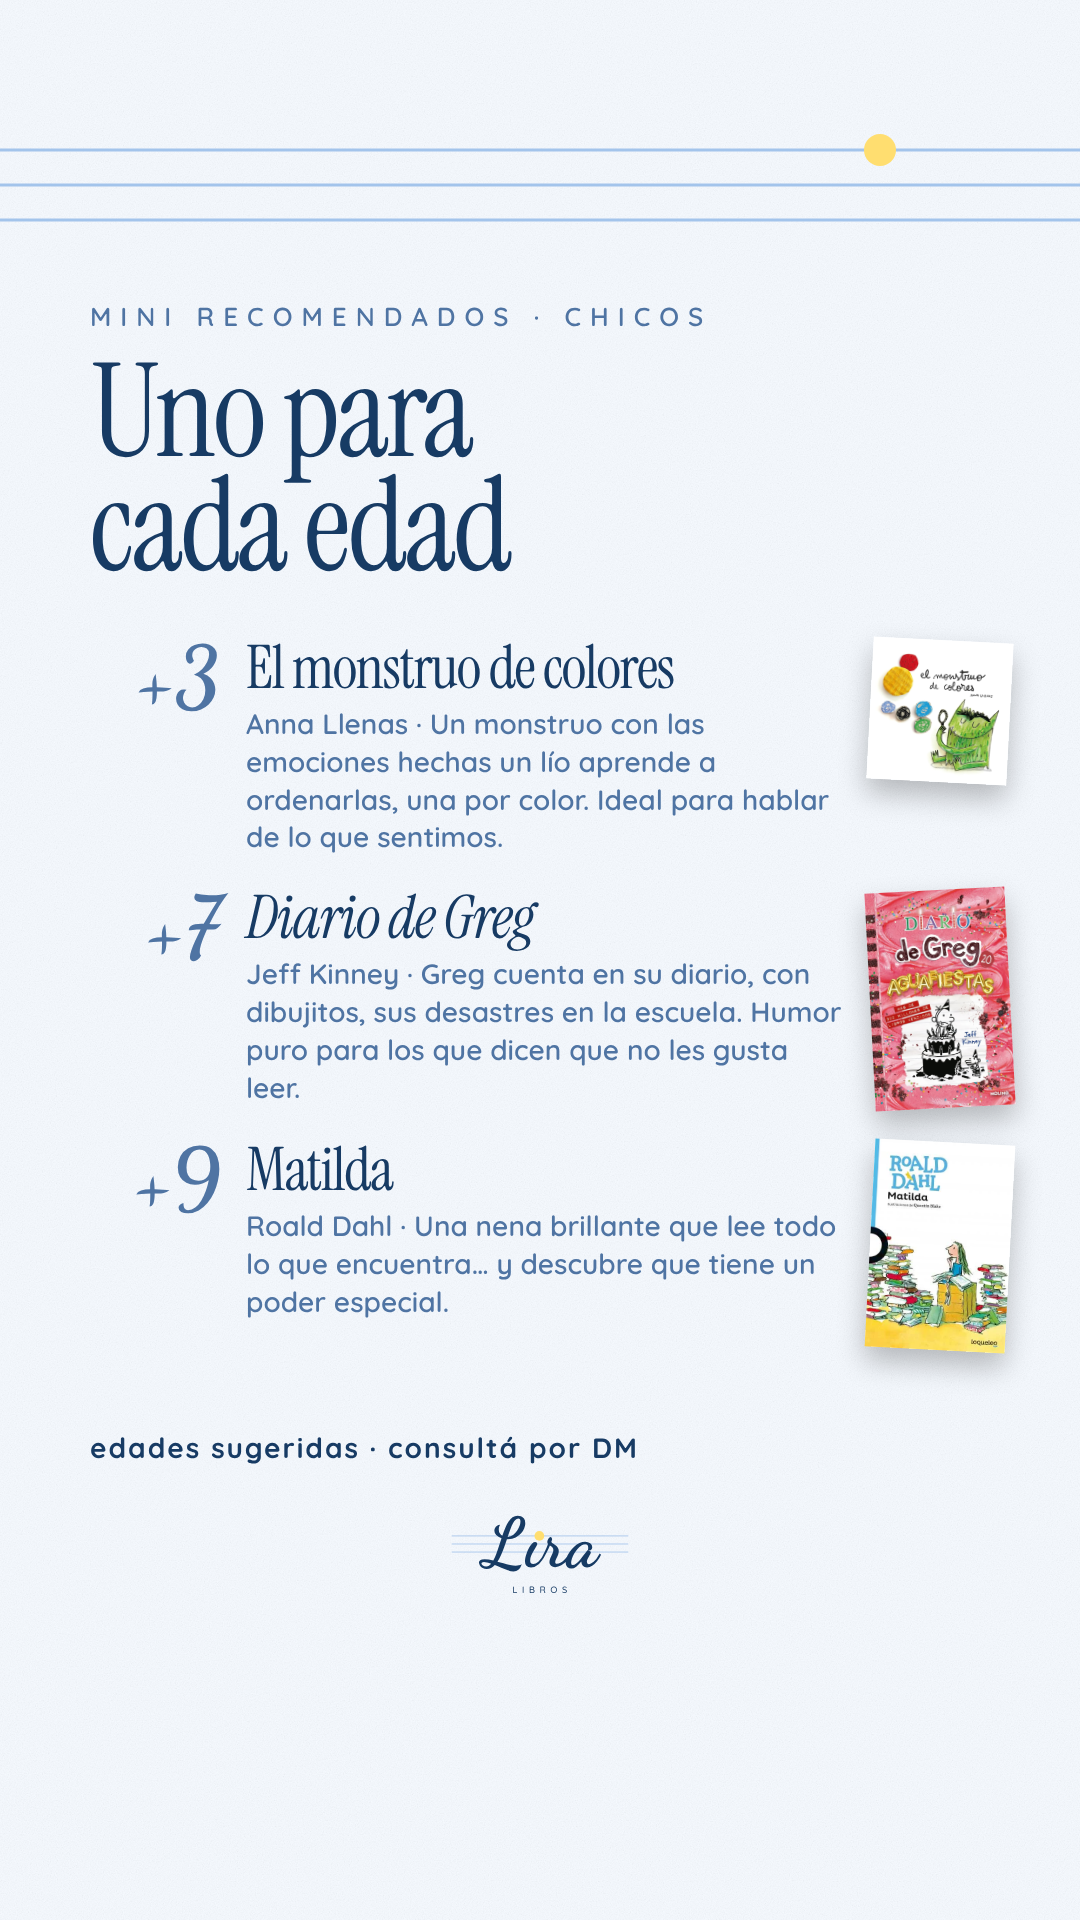 MINI RECOMENDADOS · CHICOS
Uno para
cada edad
+3
El monstruo de colores
Anna Llenas · Un monstruo con las
emociones hechas un lío aprende a
ordenarlas, una por color. Ideal para hablar
de lo que sentimos.
el monstruo
de colores
+7
Diario de Greg
Jeff Kinney · Greg cuenta en su diario, con
dibujitos, sus desastres en la escuela. Humor
puro para los que dicen que no les gusta
leer.
DIARIO
de Greg 20
AGUAFIESTAS
Jeff
Kinney
MOLINO
+9
Matilda
Roald Dahl · Una nena brillante que lee todo
lo que encuentra... y descubre que tiene un
poder especial.
ROALD
DAHL
Matilda
loqueleo
edades sugeridas · consultá por DM
Lira
LIBROS